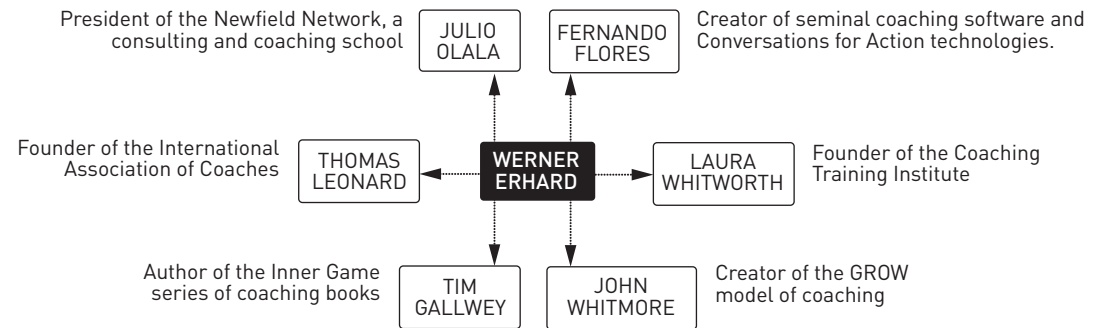 President of the Newfield Network, a
consulting and coaching school
JULIO
OLALA
FERNANDO
FLORES
Creator of seminal coaching software and
Conversations for Action technologies.
Founder of the International
Association of Coaches
THOMAS
LEONARD
WERNER
ERHARD
LAURA
WHITWORTH
Founder of the Coaching
Training Institute
Author of the Inner Game
series of coaching books
TIM
GALLWEY
JOHN
WHITMORE
Creator of the GROW
model of coaching